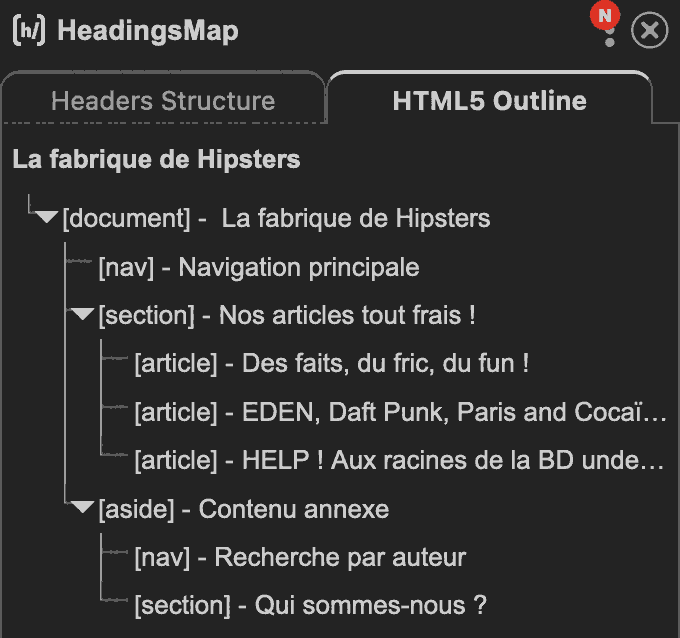 [h/] HeadingsMap N
Headers Structure HTML5 Outline
La fabrique de Hipsters
[document] - La fabrique de Hipsters
[nav] - Navigation principale
[section] - Nos articles tout frais !
[article] - Des faits, du fric, du fun !
[article] - EDEN, Daft Punk, Paris and Cocaï...
[article] - HELP ! Aux racines de la BD unde...
[aside] - Contenu annexe
[nav] - Recherche par auteur
[section] - Qui sommes-nous ?